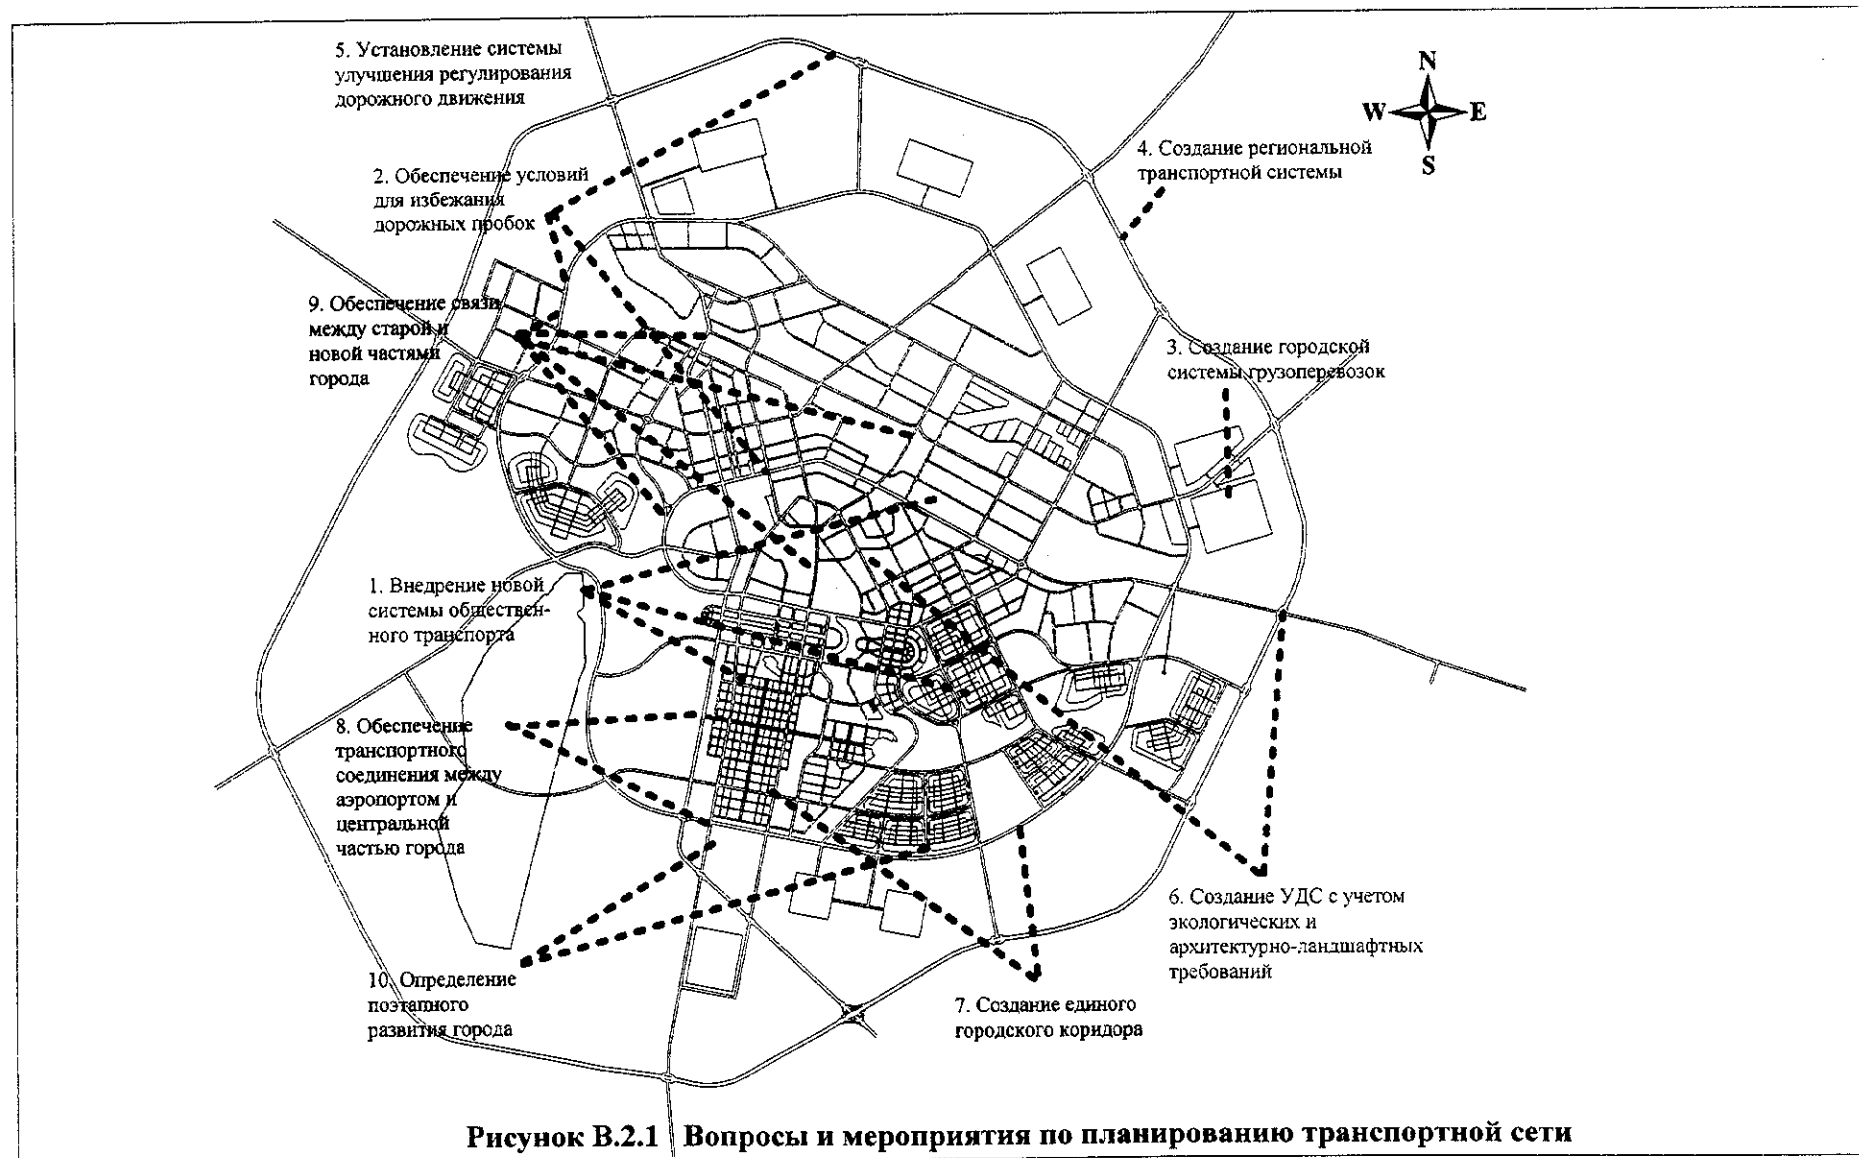 5. Установление системы
улучшения регулирования
дорожного движения
N
W
E
S
4. Создание региональной
транспортной системы
2. Обеспечение условий
для избежания
дорожных пробок
9. Обеспечение связи
между старой и
новой частями
города
3. Создание городской
системы грузоперевозок
1. Внедрение новой
системы обществен-
ного транспорта
8. Обеспечение
транспортного
соединения между
аэропортом и
центральной
частью города
6. Создание УДС с учетом
экологических и
архитектурно-ландшафтных
требований
10. Определение
поэтапного
развития города
7. Создание единого
городского коридора
Рисунок В.2.1 Вопросы и мероприятия по планированию транспортной сети